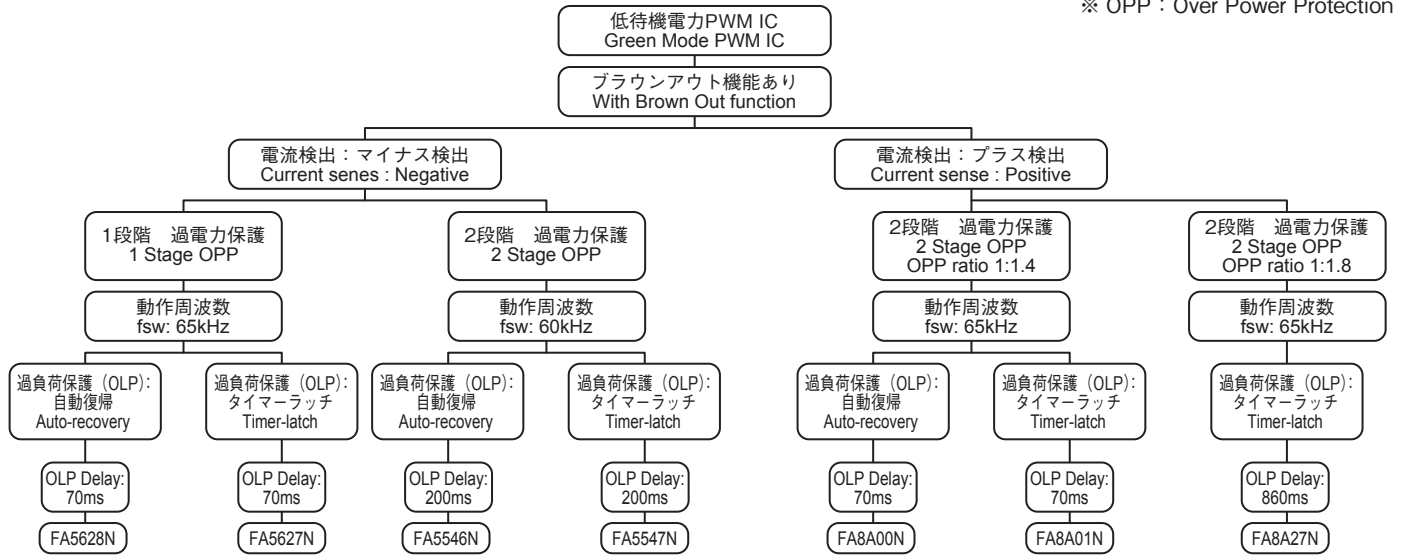 ※ OPP：Over Power Protection
低待機電力PWM IC
Green Mode PWM IC
ブラウンアウト機能あり
With Brown Out function
電流検出：マイナス検出
Current senes : Negative
電流検出：プラス検出
Current sense : Positive
1段階　過電力保護
1 Stage OPP
2段階　過電力保護
2 Stage OPP
2段階　過電力保護
2 Stage OPP
OPP ratio 1:1.4
2段階　過電力保護
2 Stage OPP
OPP ratio 1:1.8
動作周波数
fsw: 65kHz
動作周波数
fsw: 60kHz
動作周波数
fsw: 65kHz
動作周波数
fsw: 65kHz
過負荷保護（OLP）：
自動復帰
Auto-recovery
過負荷保護（OLP）：
タイマーラッチ
Timer-latch
過負荷保護（OLP）：
自動復帰
Auto-recovery
過負荷保護（OLP）：
タイマーラッチ
Timer-latch
過負荷保護（OLP）：
自動復帰
Auto-recovery
過負荷保護（OLP）：
タイマーラッチ
Timer-latch
過負荷保護（OLP）：
タイマーラッチ
Timer-latch
OLP Delay:
70ms
OLP Delay:
70ms
OLP Delay:
200ms
OLP Delay:
200ms
OLP Delay:
70ms
OLP Delay:
70ms
OLP Delay:
860ms
FA5628N
FA5627N
FA5546N
FA5547N
FA8A00N
FA8A01N
FA8A27N